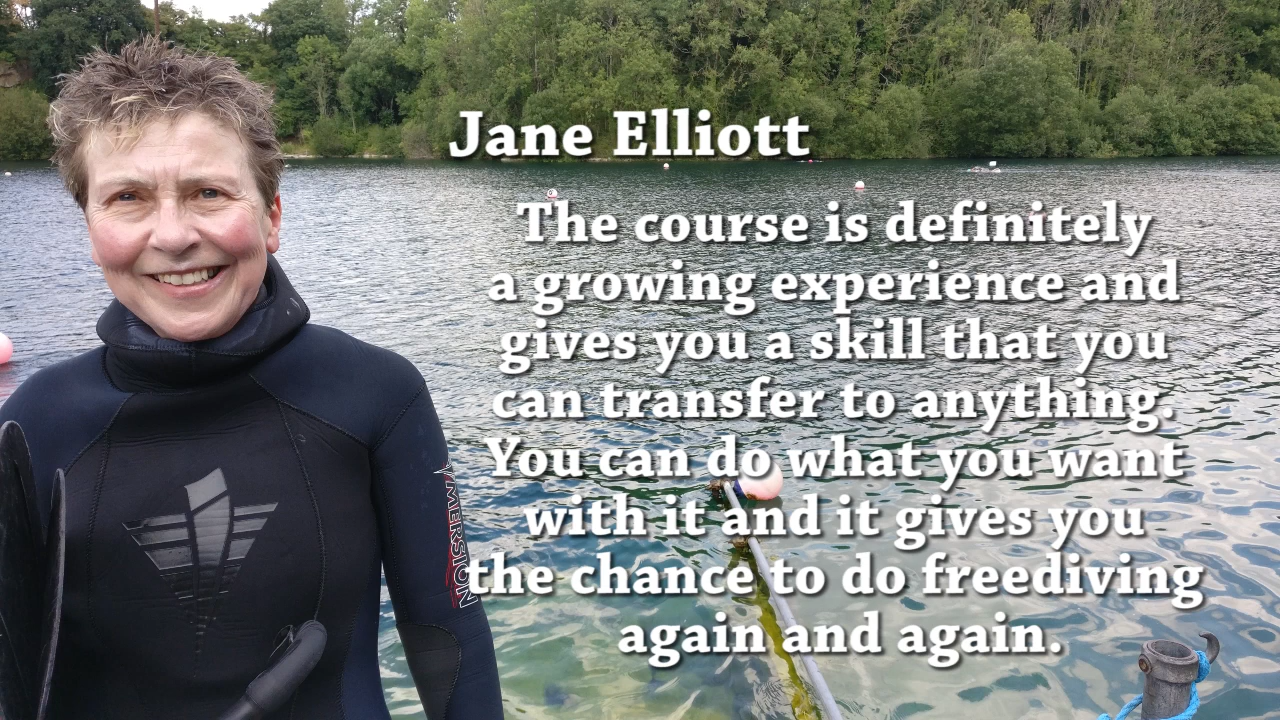 Jane Elliott
The course is definitely
a growing experience and
gives you a skill that you
can transfer to anything.
You can do what you want
with it and it gives you
the chance to do freediving
again and again.